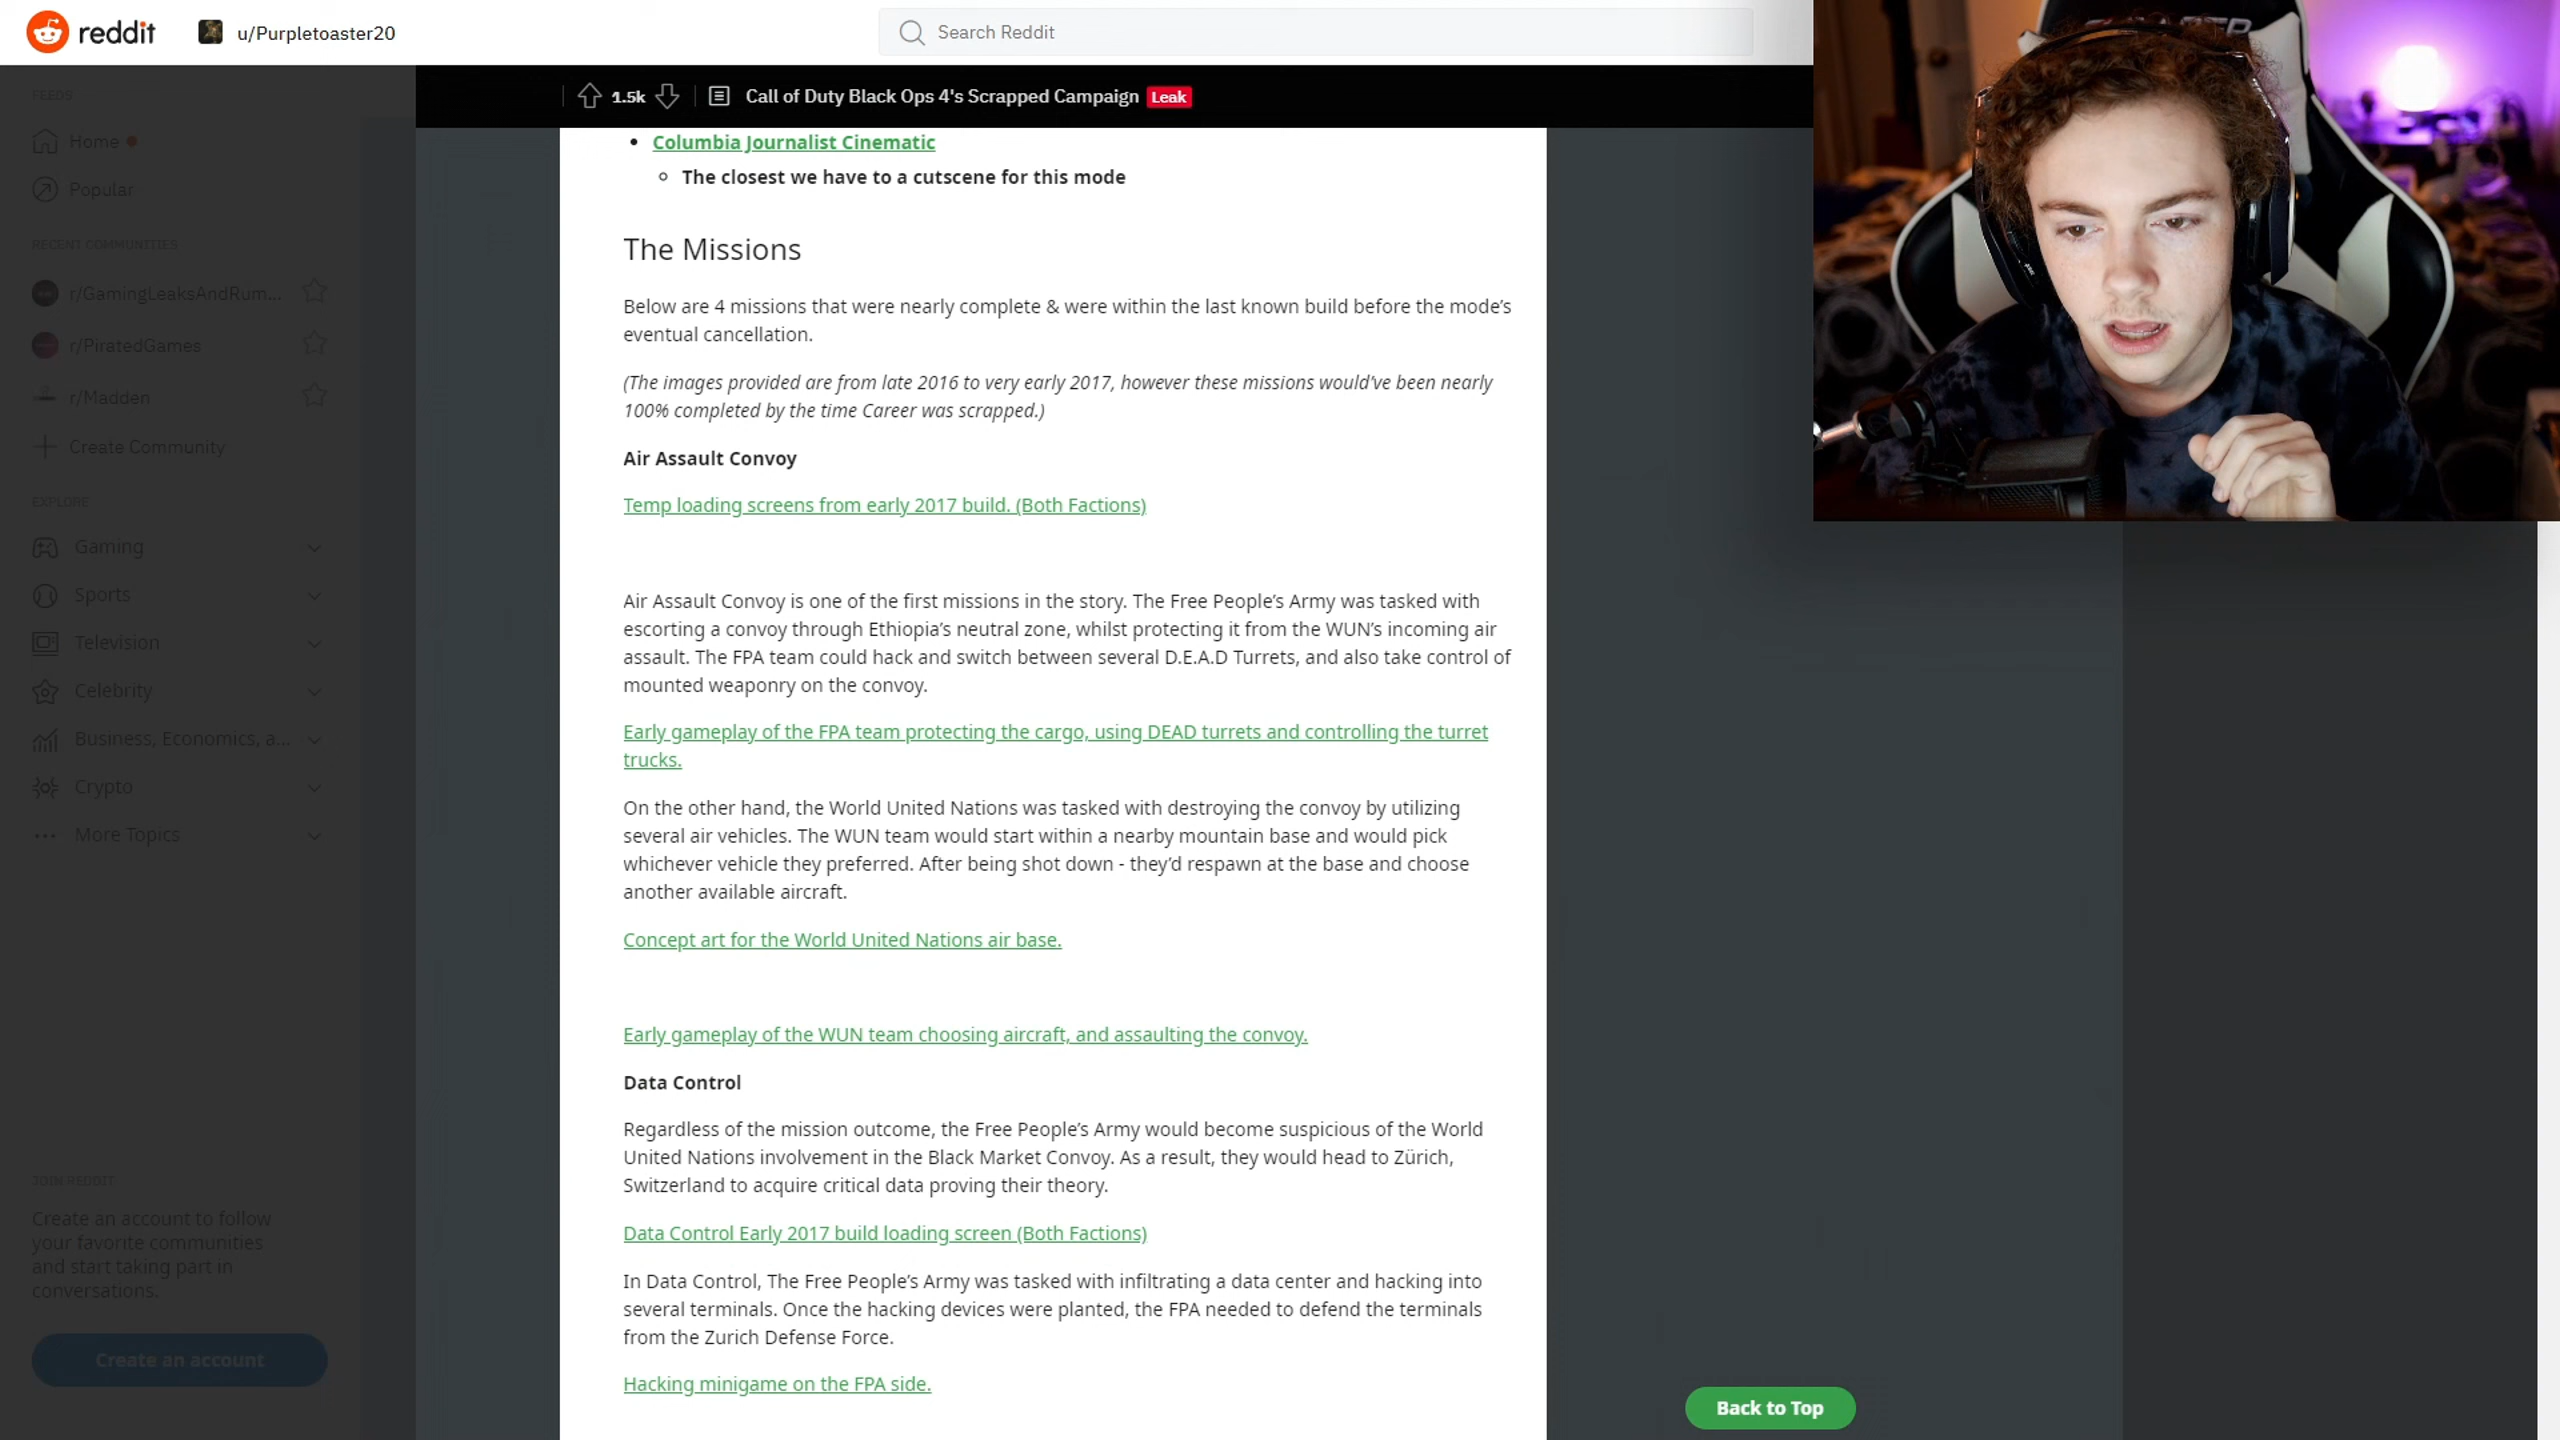 reddit
u/Purpletoaster20
Search Reddit
FEEDS
Home
Popular
RECENT COMMUNITIES
r/GamingLeaksAndRum...
r/PiratedGames
r/Madden
Create Community
EXPLORE
Gaming
Sports
Television
Celebrity
Business, Economics, a...
Crypto
More Topics
JOIN REDDIT
Create an account to follow
your favorite communities
and start taking part in
conversations.
Create an account
1.5k
Call of Duty Black Ops 4's Scrapped Campaign Leak
Columbia Journalist Cinematic
The closest we have to a cutscene for this mode
The Missions
Below are 4 missions that were nearly complete & were within the last known build before the mode’s
eventual cancellation.
(The images provided are from late 2016 to very early 2017, however these missions would’ve been nearly
100% completed by the time Career was scrapped.)
Air Assault Convoy
Temp loading screens from early 2017 build. (Both Factions)
Air Assault Convoy is one of the first missions in the story. The Free People’s Army was tasked with
escorting a convoy through Ethiopia’s neutral zone, whilst protecting it from the WUN’s incoming air
assault. The FPA team could hack and switch between several D.E.A.D Turrets, and also take control of
mounted weaponry on the convoy.
Early gameplay of the FPA team protecting the cargo, using DEAD turrets and controlling the turret
trucks.
On the other hand, the World United Nations was tasked with destroying the convoy by utilizing
several air vehicles. The WUN team would start within a nearby mountain base and would pick
whichever vehicle they preferred. After being shot down - they’d respawn at the base and choose
another available aircraft.
Concept art for the World United Nations air base.
Early gameplay of the WUN team choosing aircraft, and assaulting the convoy.
Data Control
Regardless of the mission outcome, the Free People’s Army would become suspicious of the World
United Nations involvement in the Black Market Convoy. As a result, they would head to Zürich,
Switzerland to acquire critical data proving their theory.
Data Control Early 2017 build loading screen (Both Factions)
In Data Control, The Free People’s Army was tasked with infiltrating a data center and hacking into
several terminals. Once the hacking devices were planted, the FPA needed to defend the terminals
from the Zurich Defense Force.
Hacking minigame on the FPA side.
Back to Top